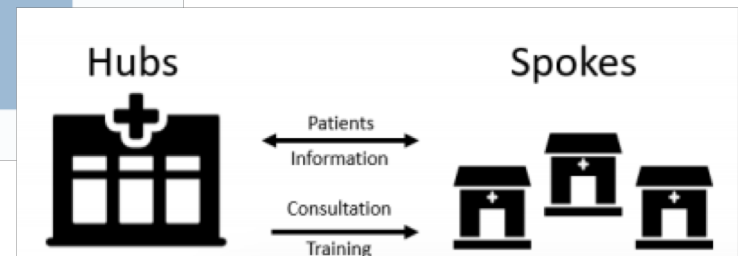 Hubs
Spokes
Patients
Information
Consultation
Training